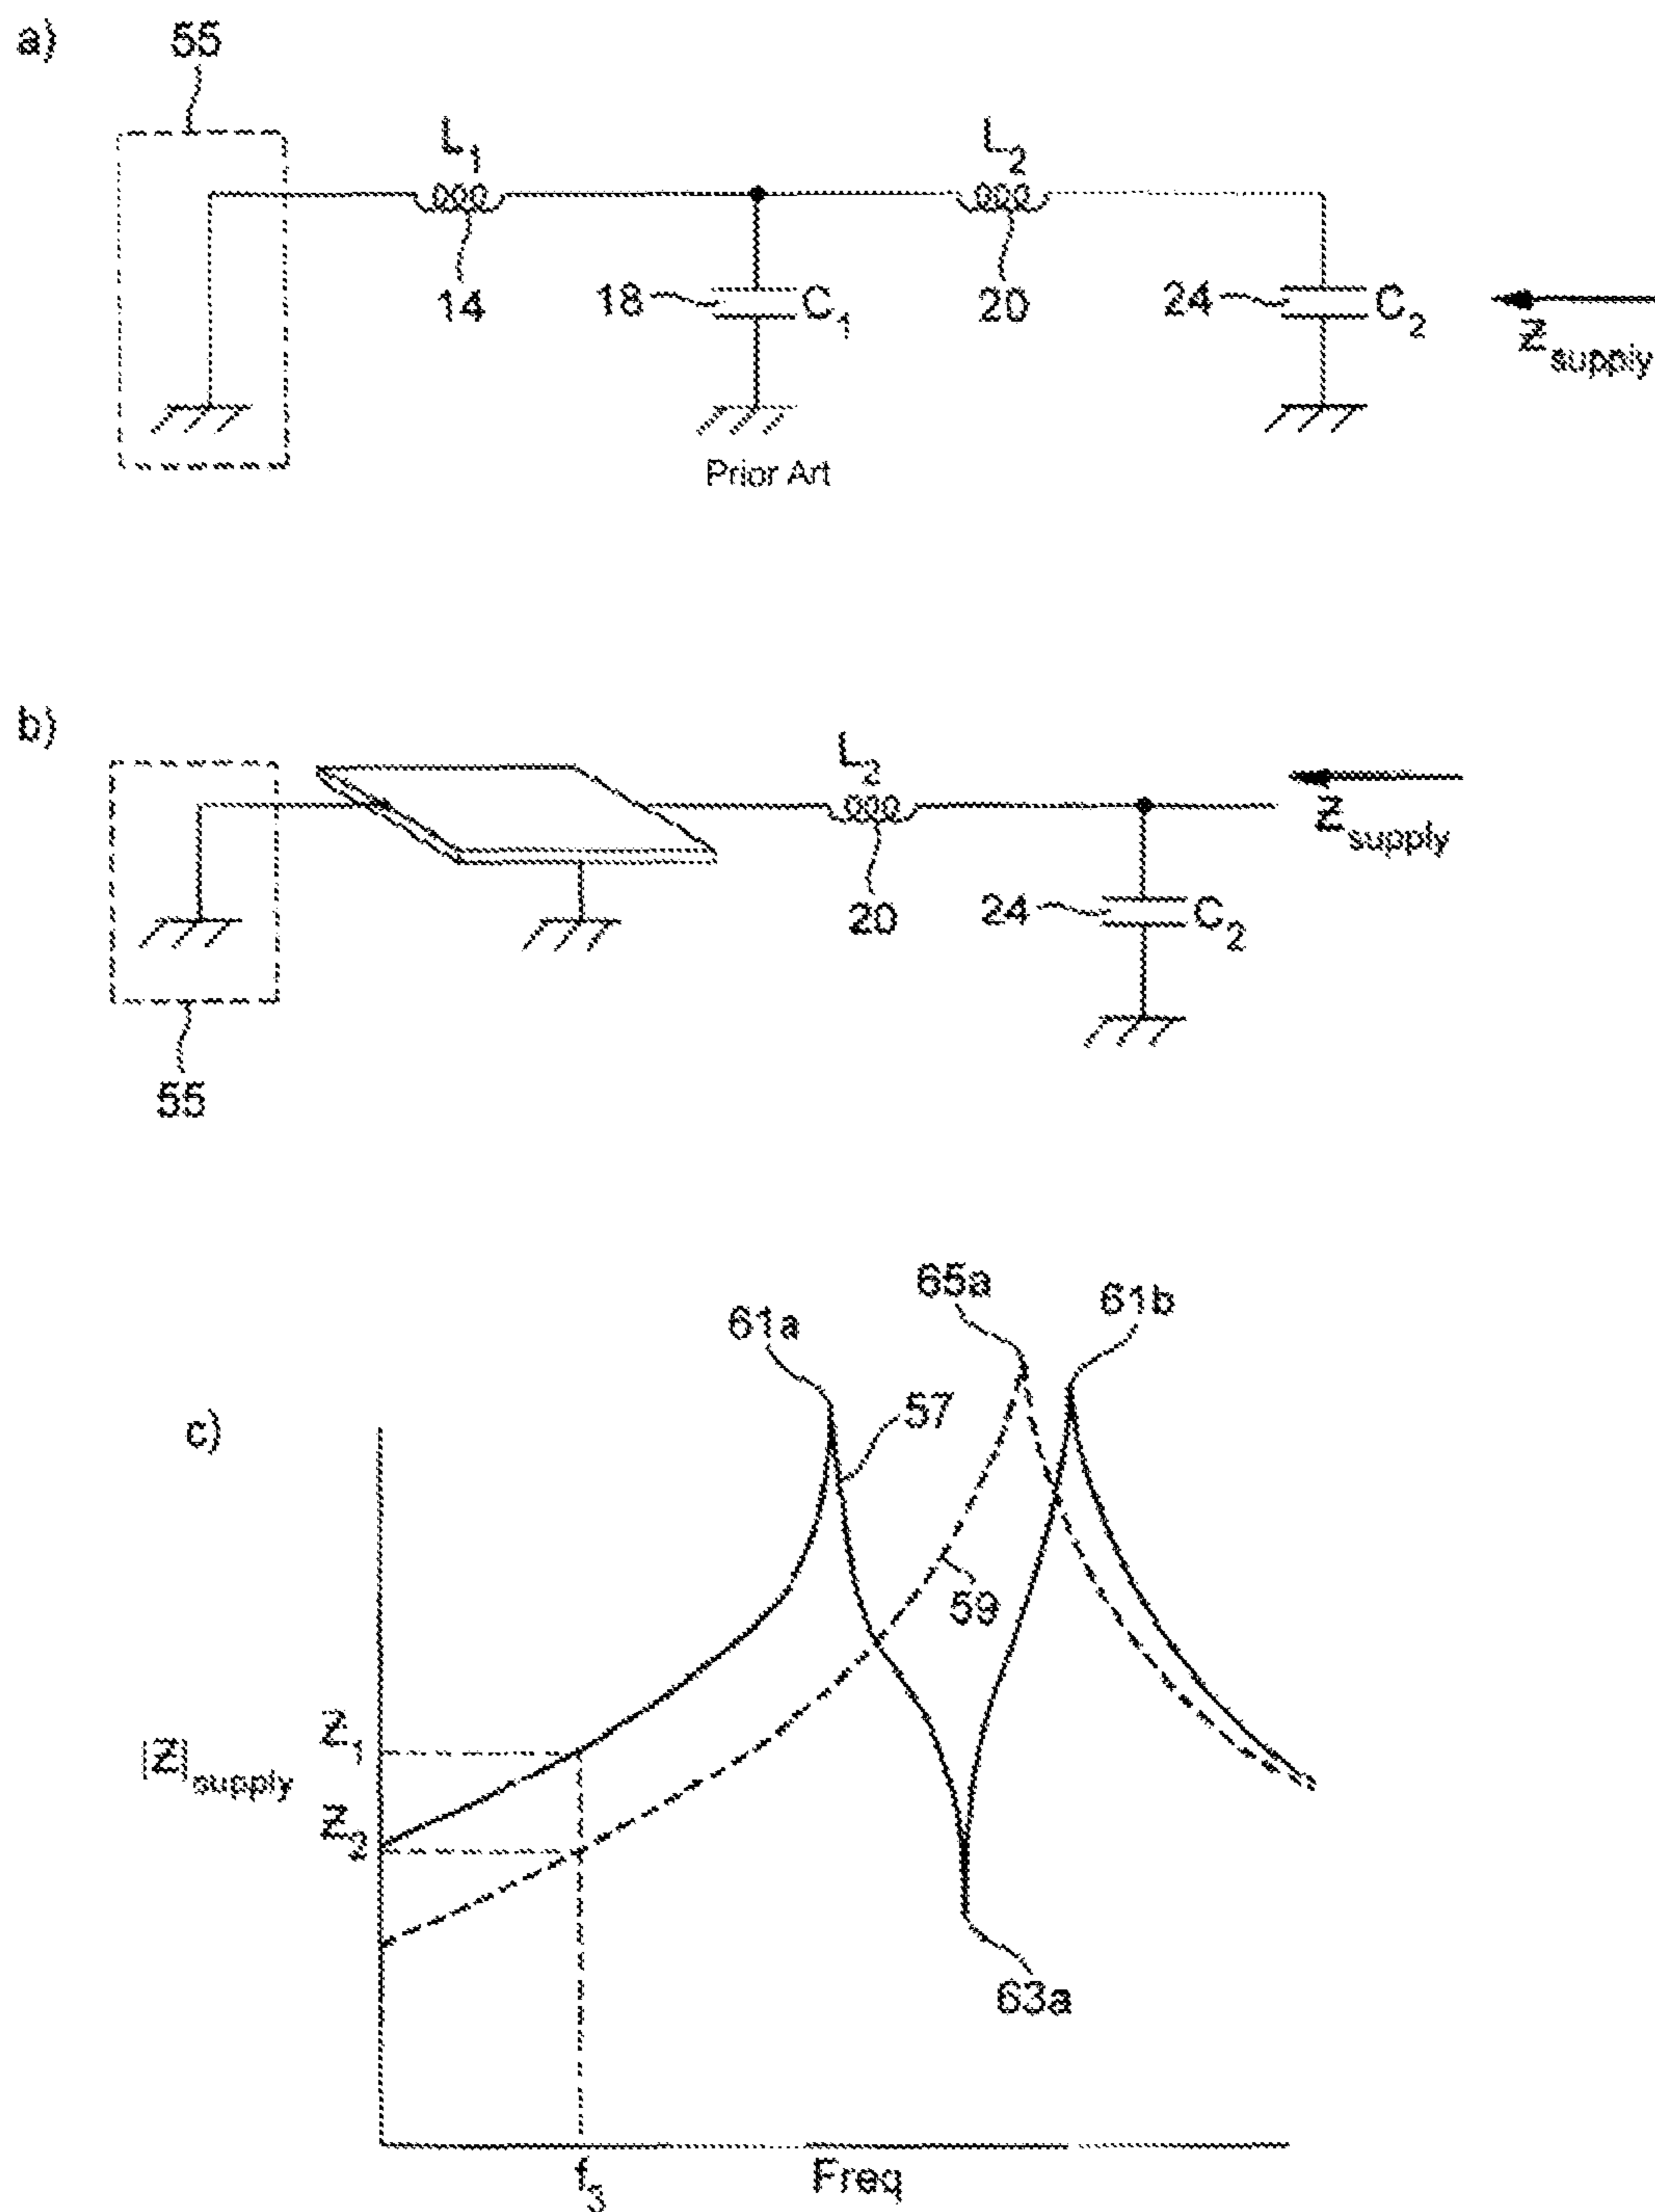 a)
55
L1
L2
14
18
C1
20
24
C2
Zsupply
Prior Art
b)
L2
Zsupply
20
24
C2
55
c)
61a
65a
61b
57
59
Z1
|Z|supply
Z2
63a
f3
Freq